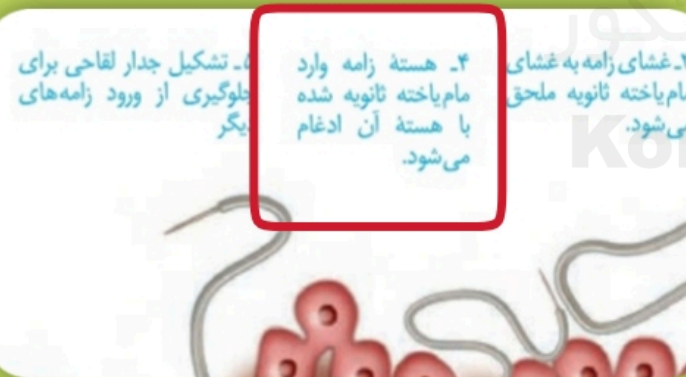 غشای زامه به غشای
مام‌یاخته ثانویه ملحق
می‌شود.
۴ـ هستهٔ زامه وارد
مام‌یاخته ثانویه شده
با هستهٔ آن ادغام
می‌شود.
۵ـ تشکیل جدار لقاحی برای
جلوگیری از ورود زامه‌های
دیگر